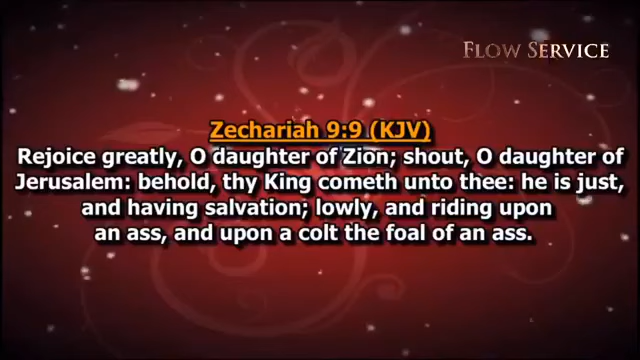 FLOW SERVICE
Zechariah 9:9 (KJV)
Rejoice greatly, O daughter of Zion; shout, O daughter of
Jerusalem: behold, thy King cometh unto thee: he is just,
and having salvation; lowly, and riding upon
an ass, and upon a colt the foal of an ass.